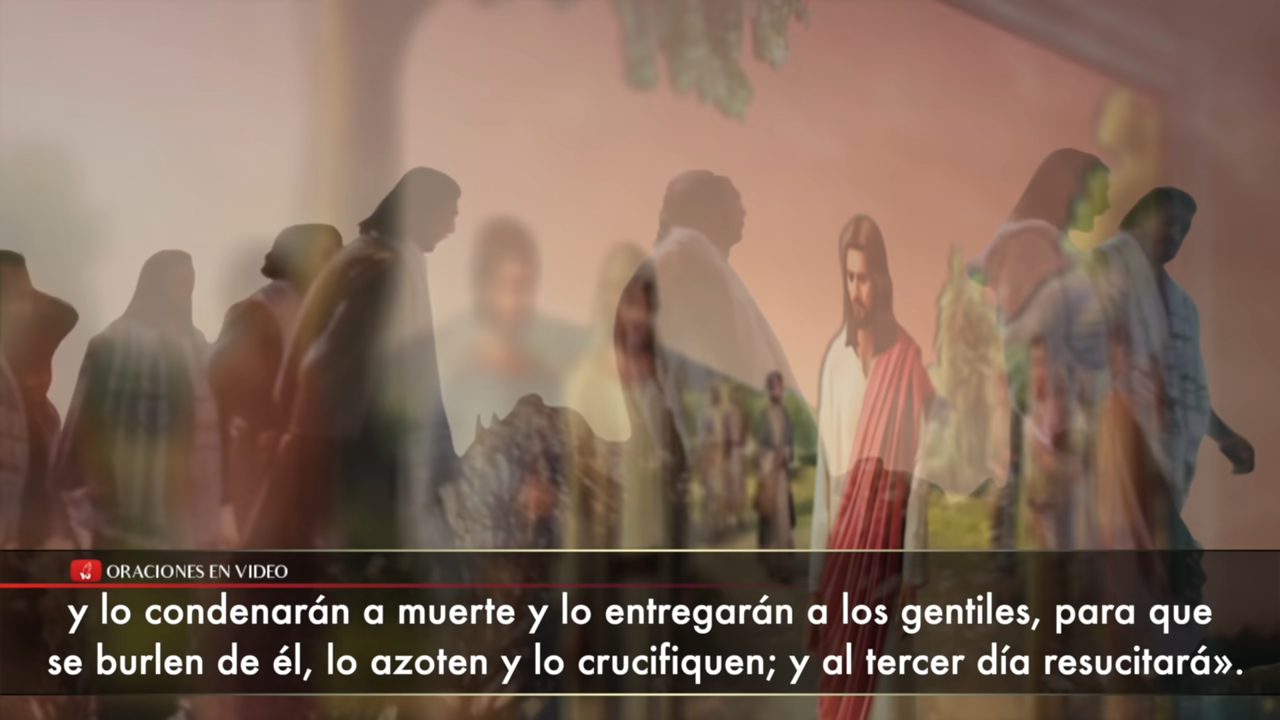 ORACIONES EN VIDEO
y lo condenarán a muerte y lo entregarán a los gentiles, para que
se burlen de él, lo azoten y lo crucifiquen; y al tercer día resucitará».